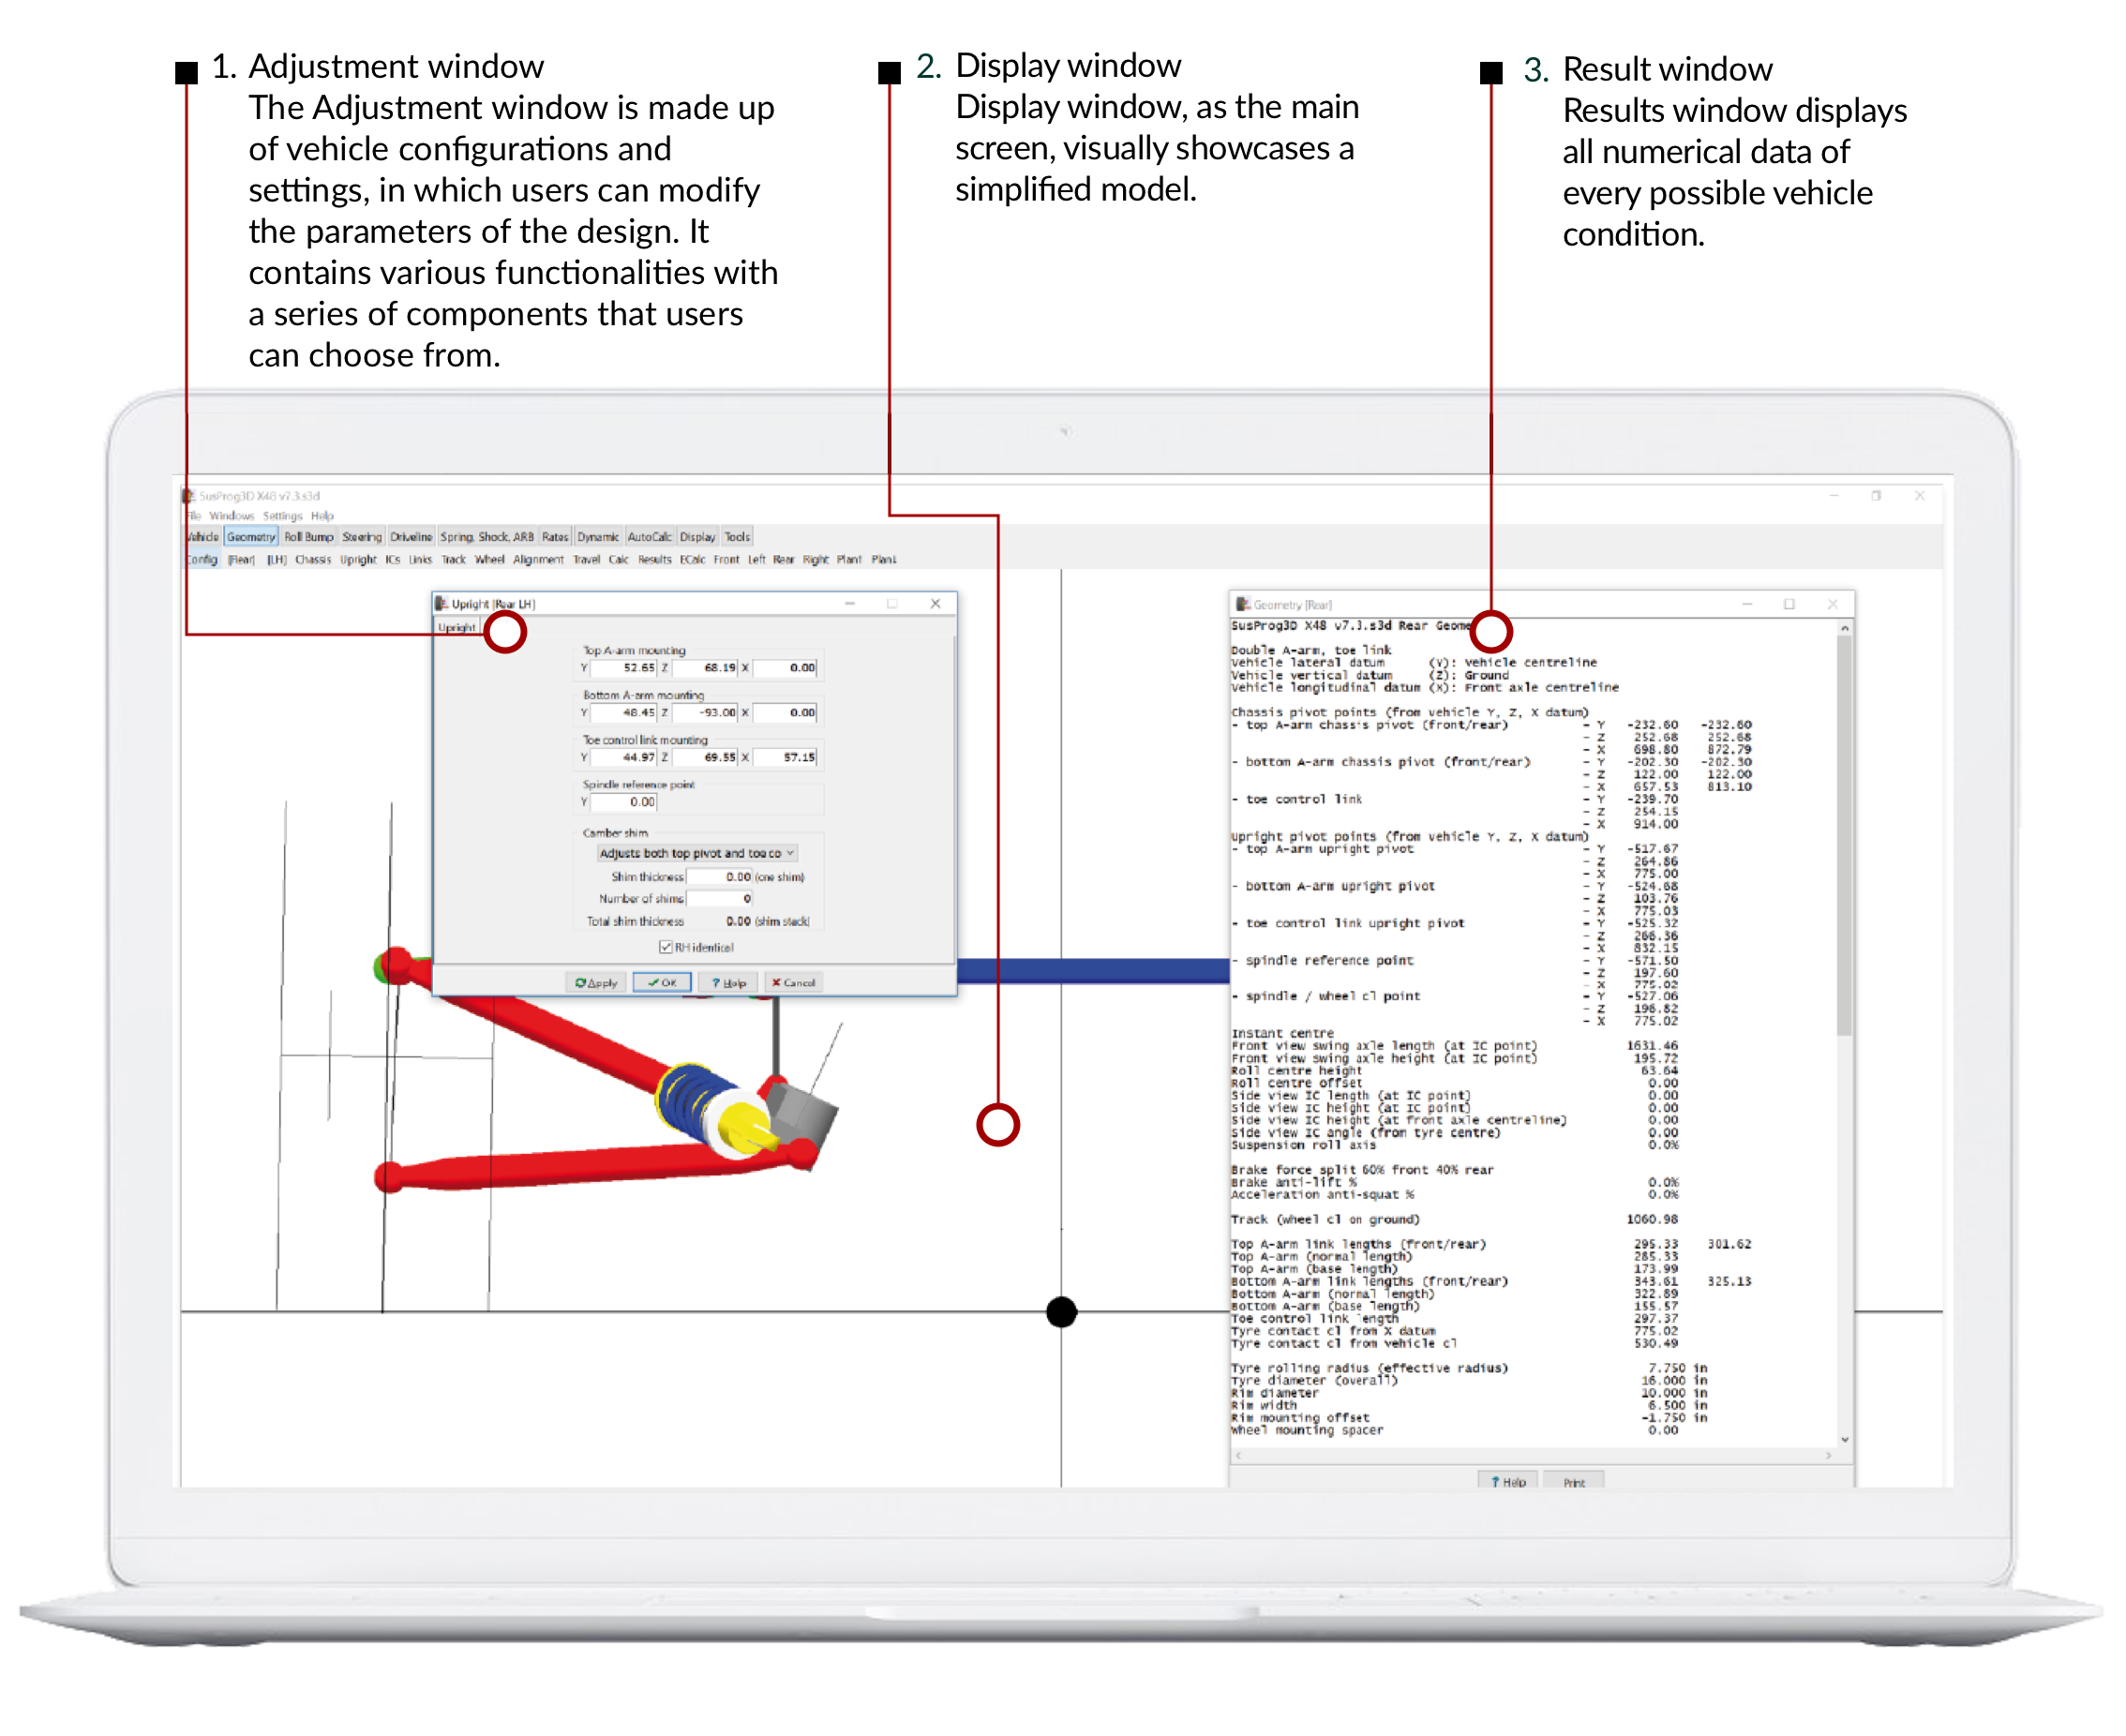 1. Adjustment window
The Adjustment window is made up
of vehicle configurations and
settings, in which users can modify
the parameters of the design. It
contains various functionalities with
a series of components that users
can choose from.
2. Display window
Display window, as the main
screen, visually showcases a
simplified model.
3. Result window
Results window displays
all numerical data of
every possible vehicle
condition.
SusProg3D X48 v7.3.s3d
File Windows Settings Help
Vehicle Geometry Roll Bump Steering Driveline Spring, Shock, ARB Rates Dynamic AutoCalc Display Tools
Config [Rear] [LH] Chassis Upright ICs Links Track Wheel Alignment Travel Calc Results ECalc Front Left Rear Right Plan↑ Plan↓
Upright [Rear LH]
Upright
Top A-arm mounting
Y 52.65 Z 68.19 X 0.00
Bottom A-arm mounting
Y 48.45 Z -93.00 X 0.00
Toe control link mounting
Y 44.97 Z 69.55 X 57.15
Spindle reference point
Y 0.00
Camber shim
Adjusts both top pivot and toe co
Shim thickness 0.00 (one shim)
Number of shims 0
Total shim thickness 0.00 (shim stack)
RH identical
Apply OK ? Help Cancel
Geometry [Rear]
SusProg3D X48 v7.3.s3d Rear Geome
Double A-arm, toe link
Vehicle lateral datum (Y): Vehicle centreline
Vehicle vertical datum (Z): Ground
Vehicle longitudinal datum (X): Front axle centreline
Chassis pivot points (from vehicle Y, Z, X datum)
- top A-arm chassis pivot (front/rear) - Y -232.60 -232.60
- Z 252.68 252.68
- X 698.80 872.79
- bottom A-arm chassis pivot (front/rear) - Y -202.30 -202.30
- Z 122.00 122.00
- X 657.53 813.10
- toe control link - Y -239.70
- Z 254.15
- X 914.00
Upright pivot points (from vehicle Y, Z, X datum)
- top A-arm upright pivot - Y -517.67
- Z 264.86
- X 775.00
- bottom A-arm upright pivot - Y -524.68
- Z 103.76
- X 775.03
- toe control link upright pivot - Y -525.32
- Z 266.36
- X 832.15
- spindle reference point - Y -571.50
- Z 197.60
- X 775.02
- spindle / wheel cl point - Y -527.06
- Z 196.82
- X 775.02
Instant centre
Front view swing axle length (at IC point) 1631.46
Front view swing axle height (at IC point) 195.72
Roll centre height 63.64
Roll centre offset 0.00
Side view IC length (at IC point) 0.00
Side view IC height (at IC point) 0.00
Side view IC height (at front axle centreline) 0.00
Side view IC angle (from tyre centre) 0.00
Suspension roll axis 0.0%
Brake force split 60% front 40% rear
Brake anti-lift % 0.0%
Acceleration anti-squat % 0.0%
Track (wheel cl on ground) 1060.98
Top A-arm link lengths (front/rear) 295.33 301.62
Top A-arm (normal length) 285.33
Top A-arm (base length) 173.99
Bottom A-arm link lengths (front/rear) 343.61 325.13
Bottom A-arm (normal length) 322.89
Bottom A-arm (base length) 155.57
Toe control link length 297.37
Tyre contact cl from X datum 775.02
Tyre contact cl from vehicle cl 530.49
Tyre rolling radius (effective radius) 7.750 in
Tyre diameter (overall) 16.000 in
Rim diameter 10.000 in
Rim width 6.500 in
Rim mounting offset -1.750 in
Wheel mounting spacer 0.00
? Help Print